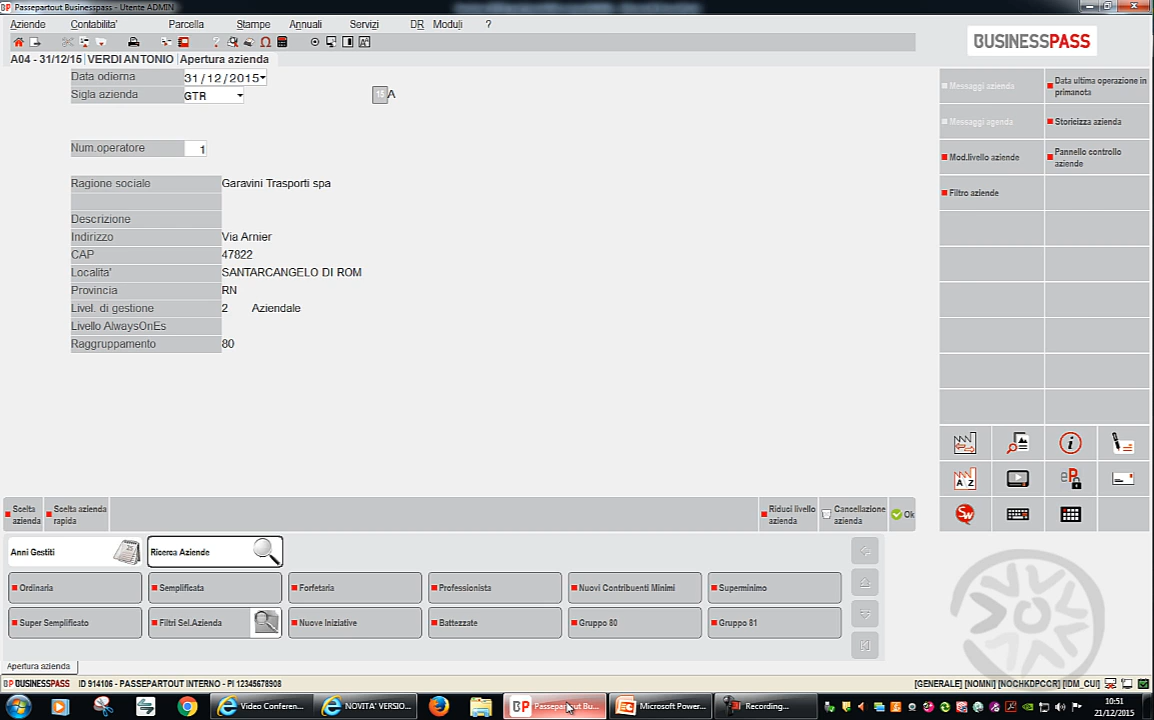 Passepartout Businesspass - Utente ADMIN
Aziende Contabilita' Parcella Stampe Annuali Servizi DR Moduli ?
BUSINESSPASS
A04 - 31/12/15 VERDI ANTONIO Apertura azienda
Data odierna 31/12/2015
Sigla azienda GTR 15 A
Num.operatore 1
Ragione sociale Garavini Trasporti spa
Descrizione
Indirizzo Via Arnier
CAP 47822
Localita' SANTARCANGELO DI ROM
Provincia RN
Livel. di gestione 2 Aziendale
Livello AlwaysOnEs
Raggruppamento 80
Messaggi azienda
Data ultima operazione in
primanota
Messaggi agenda
Storicizza azienda
Mod.livello aziende
Pannello controllo
aziende
Filtro aziende
Scelta
azienda
Scelta azienda
rapida
Riduci livello
azienda
Cancellazione
azienda
Ok
Anni Gestiti Ricerca Aziende
Ordinaria Semplificata Forfetaria Professionista Nuovi Contribuenti Minimi Superminimo
Super Semplificato Filtri Sel.Azienda Nuove Iniziative Battezzate Gruppo 80 Gruppo 81
Apertura azienda
BUSINESSPASS ID 914106 - PASSEPARTOUT INTERNO - PI 12345678908 [GENERALE] [NOMNI] [NOCHKDPCCR] [IDM_CUI]
Video Conferen... NOVITA' VERSIO... Passepartout Bu... Microsoft Power... Recording...
10:51
21/12/2015